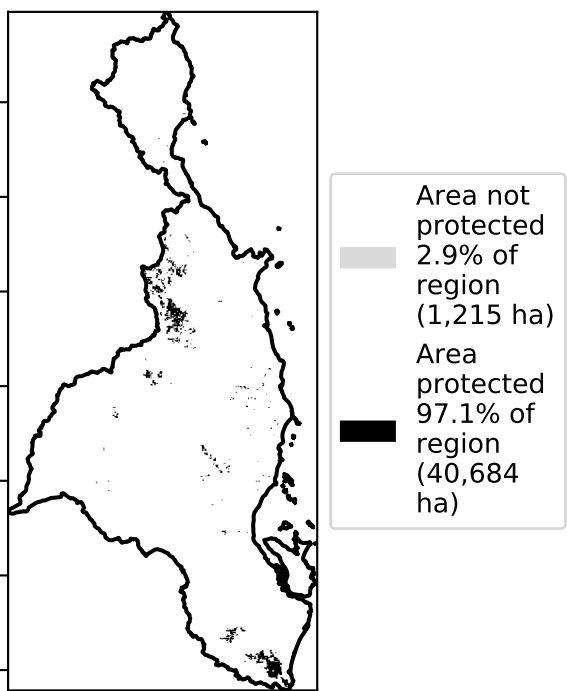 Area not
protected
2.9% of
region
(1,215 ha)
Area
protected
97.1% of
region
(40,684
ha)